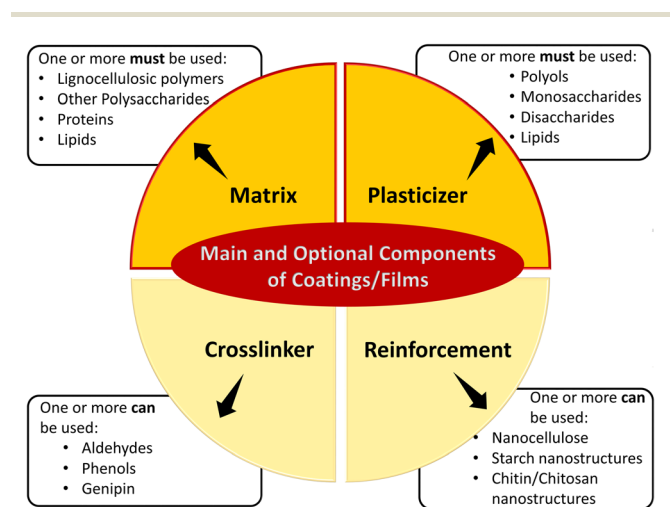 One or more must be used:
• Lignocellulosic polymers
• Other Polysaccharides
• Proteins
• Lipids
One or more must be used:
• Polyols
• Monosaccharides
• Disaccharides
• Lipids
Matrix
Plasticizer
Main and Optional Components
of Coatings/Films
Crosslinker
Reinforcement
One or more can
be used:
• Aldehydes
• Phenols
• Genipin
One or more can
be used:
• Nanocellulose
• Starch nanostructures
• Chitin/Chitosan
nanostructures